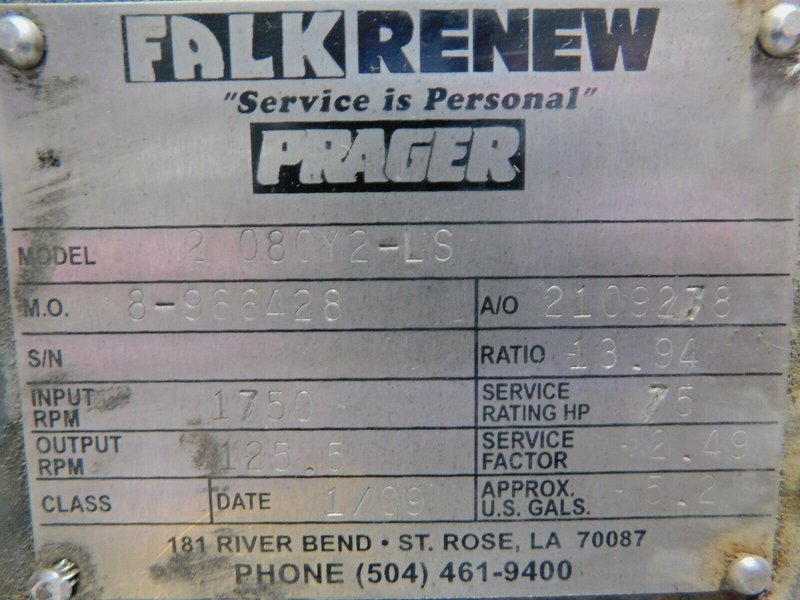 FALK RENEW
"Service is Personal"
PRAGER
MODEL 2 080Y2-LS
M.O. 8-966428 A/O 2109278
S/N RATIO 13.94
INPUT RPM 1750 SERVICE RATING HP 75
OUTPUT RPM 125.5 SERVICE FACTOR 2.49
CLASS DATE 1/09 APPROX. U.S. GALS. 5.2
181 RIVER BEND • ST. ROSE, LA 70087
PHONE (504) 461-9400